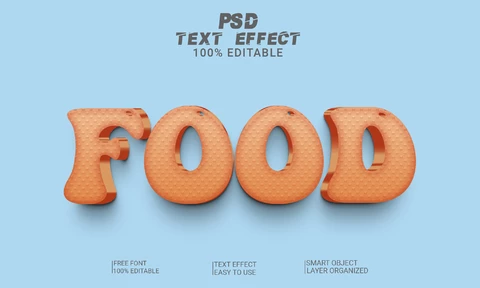 PSD
TEXT EFFECT
100% EDITABLE
FOOD
FREE FONT
100% EDITABLE
TEXT EFFECT
EASY TO USE
SMART OBJECT
LAYER ORGANIZED